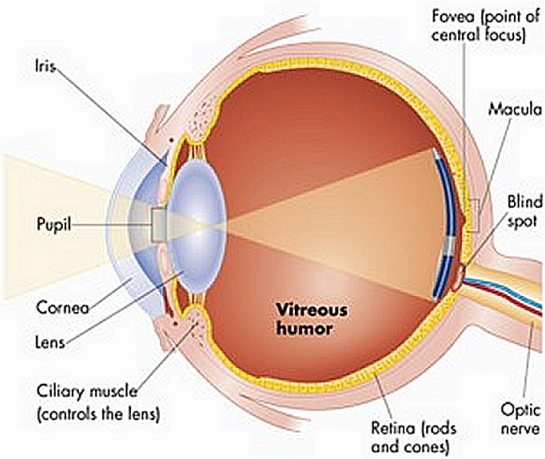 Fovea (point of
central focus)
Iris
Macula
Blind
spot
Pupil
Cornea
Lens
Vitreous
humor
Ciliary muscle
(controls the lens)
Optic
nerve
Retina (rods
and cones)